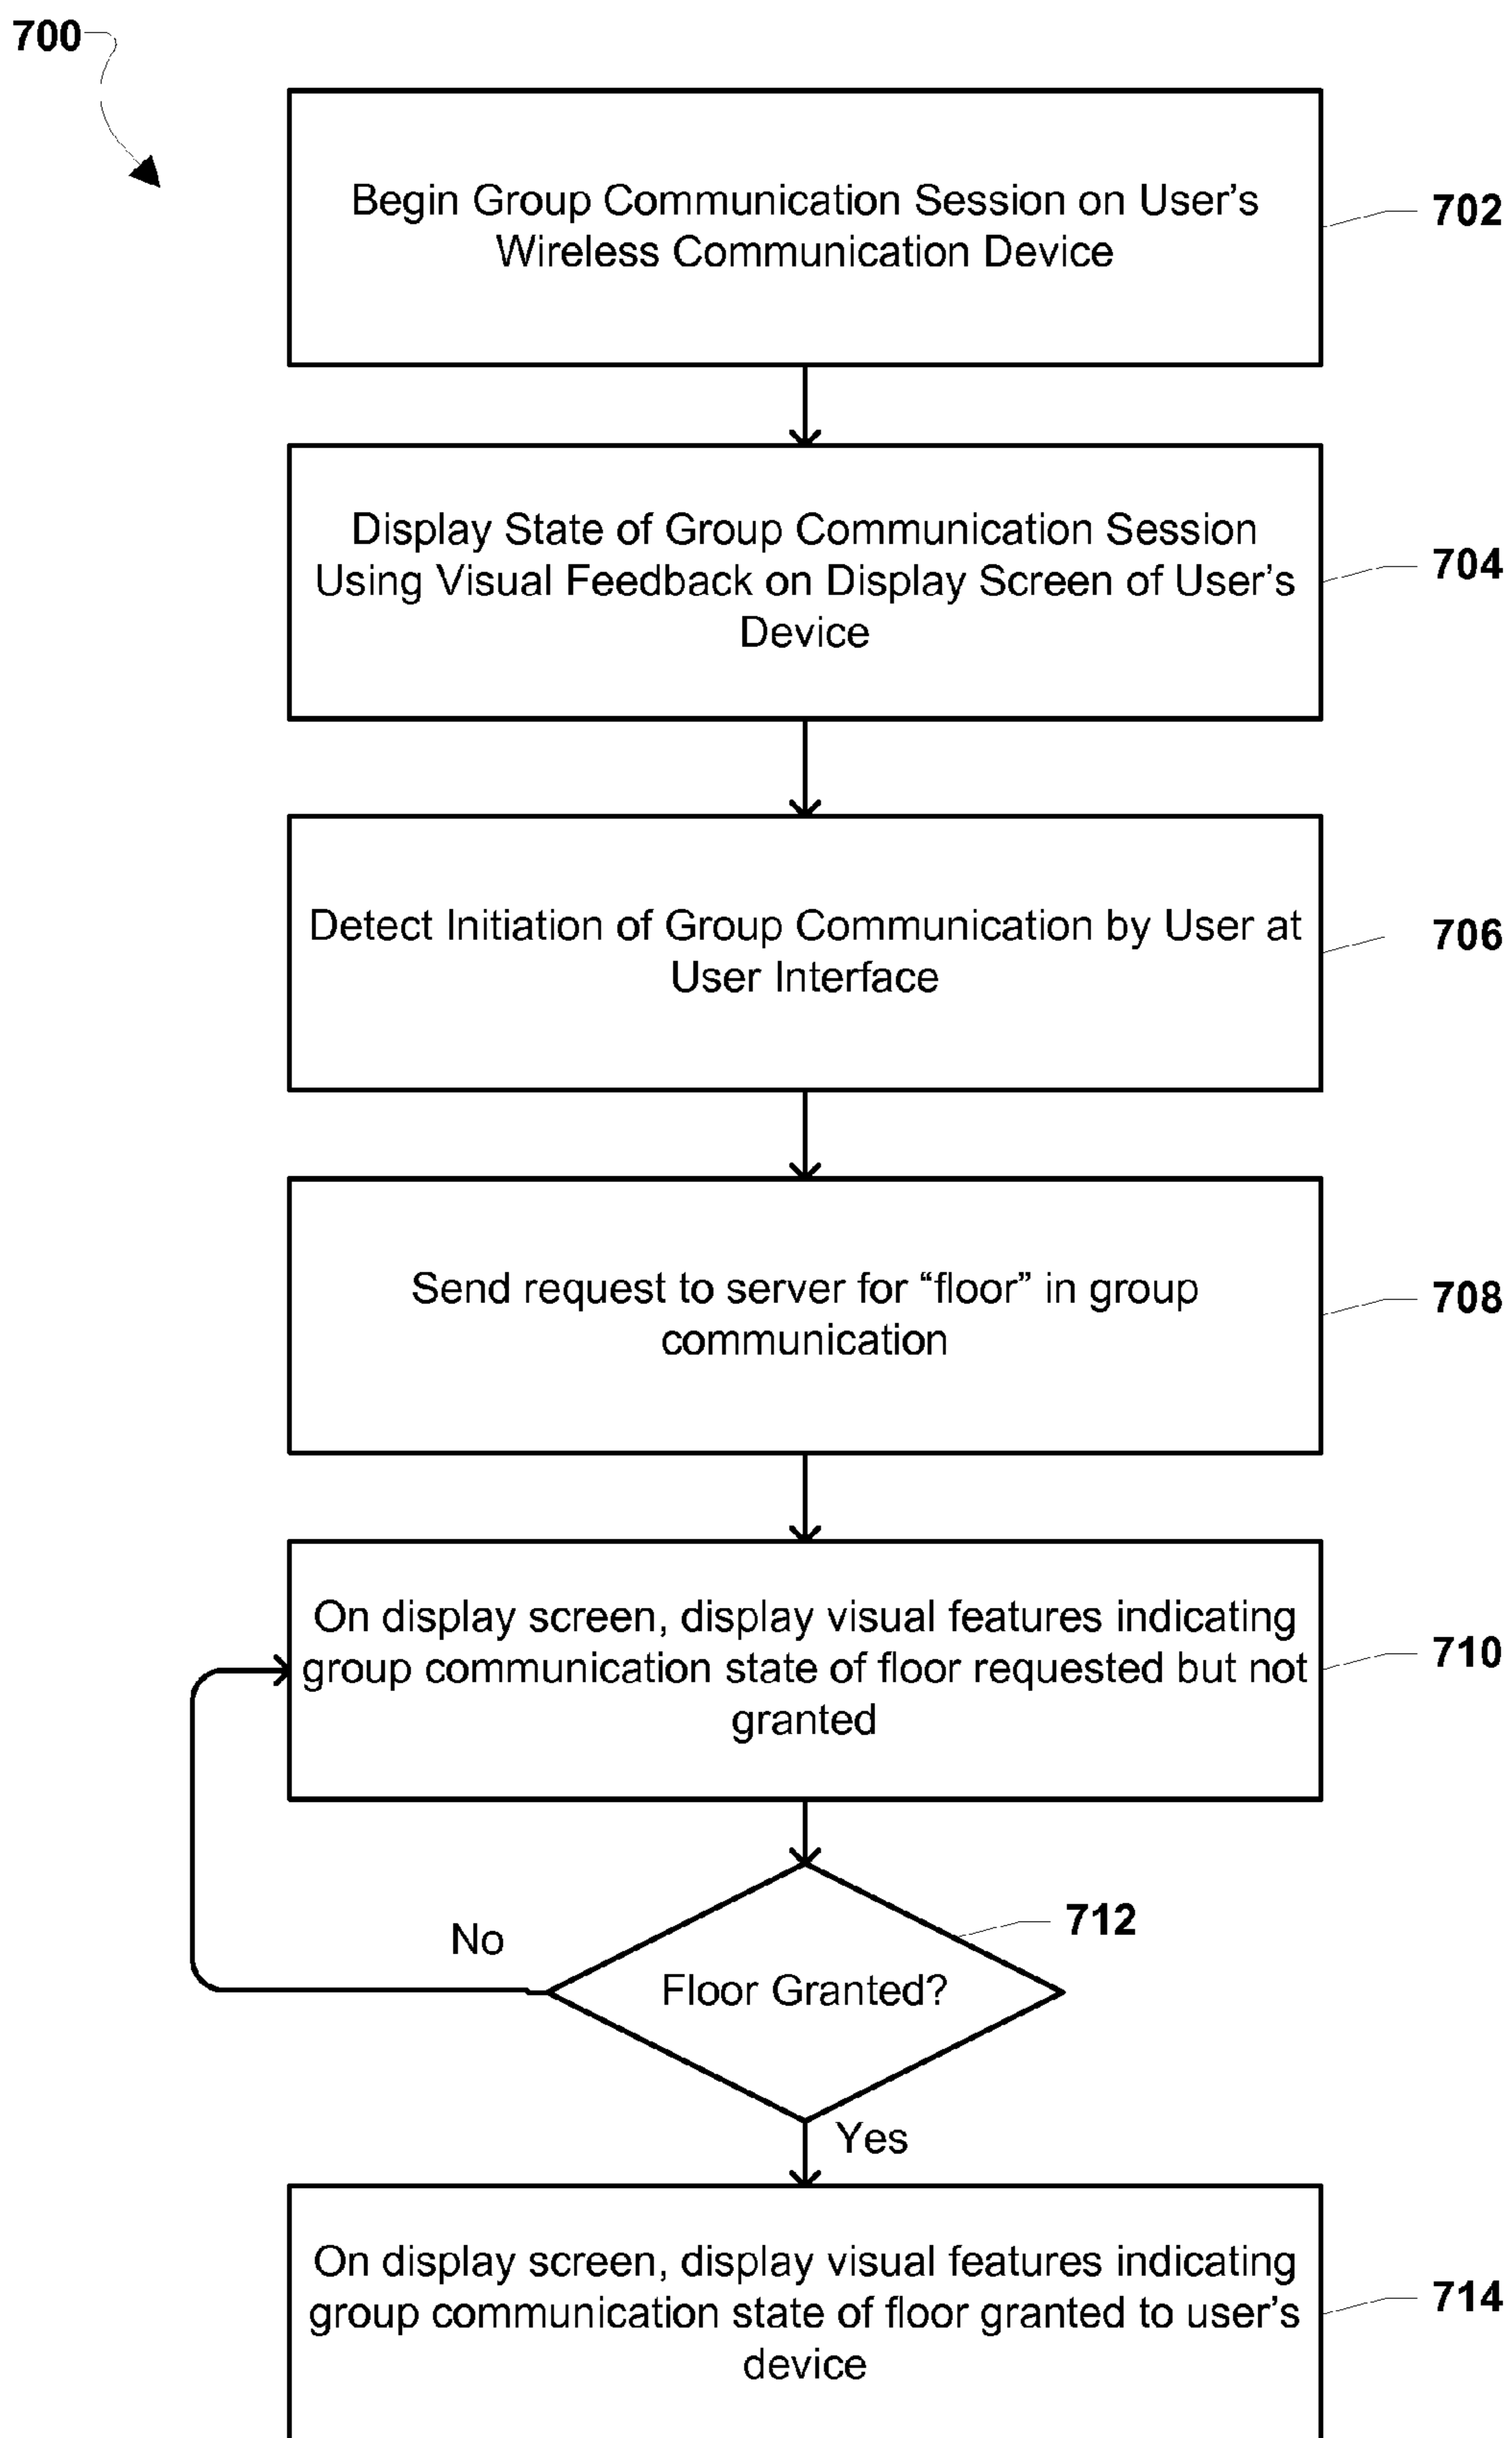 700
Begin Group Communication Session on User’s
Wireless Communication Device
702
Display State of Group Communication Session
Using Visual Feedback on Display Screen of User’s
Device
704
Detect Initiation of Group Communication by User at
User Interface
706
Send request to server for “floor” in group
communication
708
On display screen, display visual features indicating
group communication state of floor requested but not
granted
710
No
712
Floor Granted?
Yes
On display screen, display visual features indicating
group communication state of floor granted to user’s
device
714